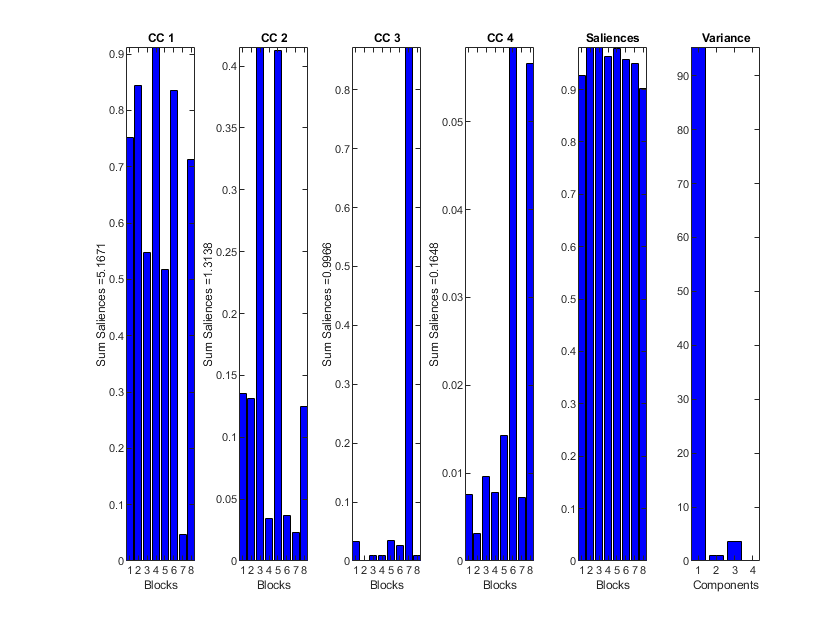 CC 1
0.9
0.8
0.7
0.6
0.5
0.4
0.3
0.2
0.1
0
Sum Saliences =5.1671
1 2 3 4 5 6 7 8
Blocks
CC 2
0.4
0.35
0.3
0.25
0.2
0.15
0.1
0.05
0
Sum Saliences =1.3138
1 2 3 4 5 6 7 8
Blocks
CC 3
0.8
0.7
0.6
0.5
0.4
0.3
0.2
0.1
0
Sum Saliences =0.9966
1 2 3 4 5 6 7 8
Blocks
CC 4
0.05
0.04
0.03
0.02
0.01
0
Sum Saliences =0.1648
1 2 3 4 5 6 7 8
Blocks
Saliences
0.9
0.8
0.7
0.6
0.5
0.4
0.3
0.2
0.1
0
1 2 3 4 5 6 7 8
Blocks
Variance
90
80
70
60
50
40
30
20
10
0
1 2 3 4
Components